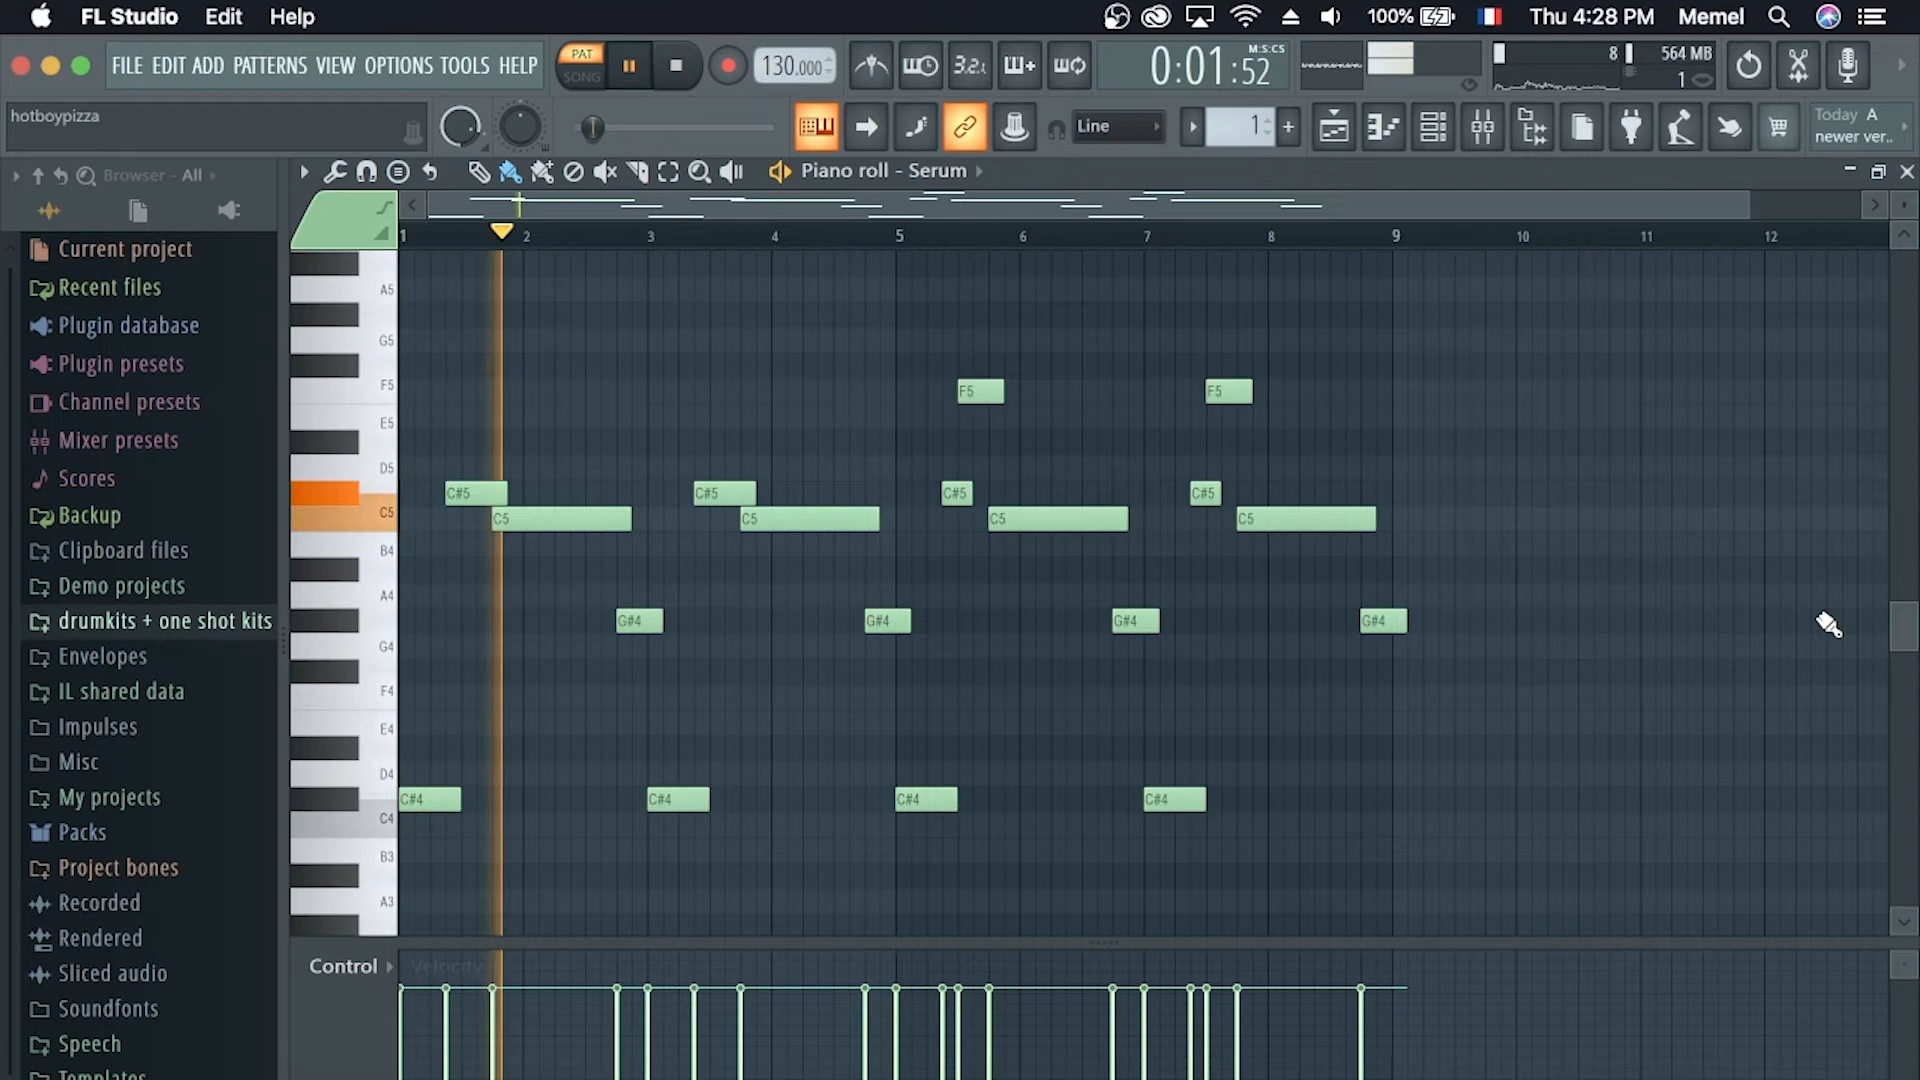 FL Studio Edit Help 100% Thu 4:28 PM Memel
FILE EDIT ADD PATTERNS VIEW OPTIONS TOOLS HELP PAT SONG 130.000 3.2. 0:01:52 M:S:CS 8 564 MB 1
hotboypizza Line 1 + Today A newer ver..
Browser - All Piano roll - Serum
1 2 3 4 5 6 7 8 9 10 11 12
Current project
Recent files
Plugin database
Plugin presets
Channel presets
Mixer presets
Scores
Backup
Clipboard files
Demo projects
drumkits + one shot kits
Envelopes
IL shared data
Impulses
Misc
My projects
Packs
Project bones
Recorded
Rendered
Sliced audio
Soundfonts
Speech
Templates
A5
G5
F5 F5 F5
E5
D5
C#5 C#5 C#5 C#5
C5 C5 C5 C5 C5
B4
A4
G#4 G#4 G#4 G#4
G4
F4
E4
D4
C#4 C#4 C#4 C#4
C4
B3
A3
Control Velocity